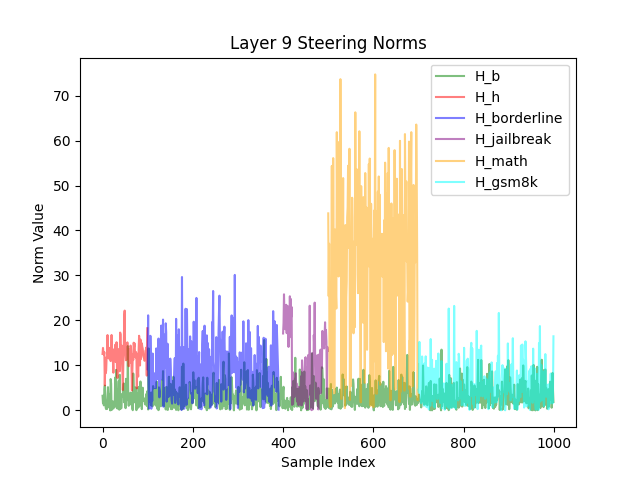 Layer 9 Steering Norms
H_b
H_h
H_borderline
H_jailbreak
H_math
H_gsm8k
Norm Value
70
60
50
40
30
20
10
0
0 200 400 600 800 1000
Sample Index